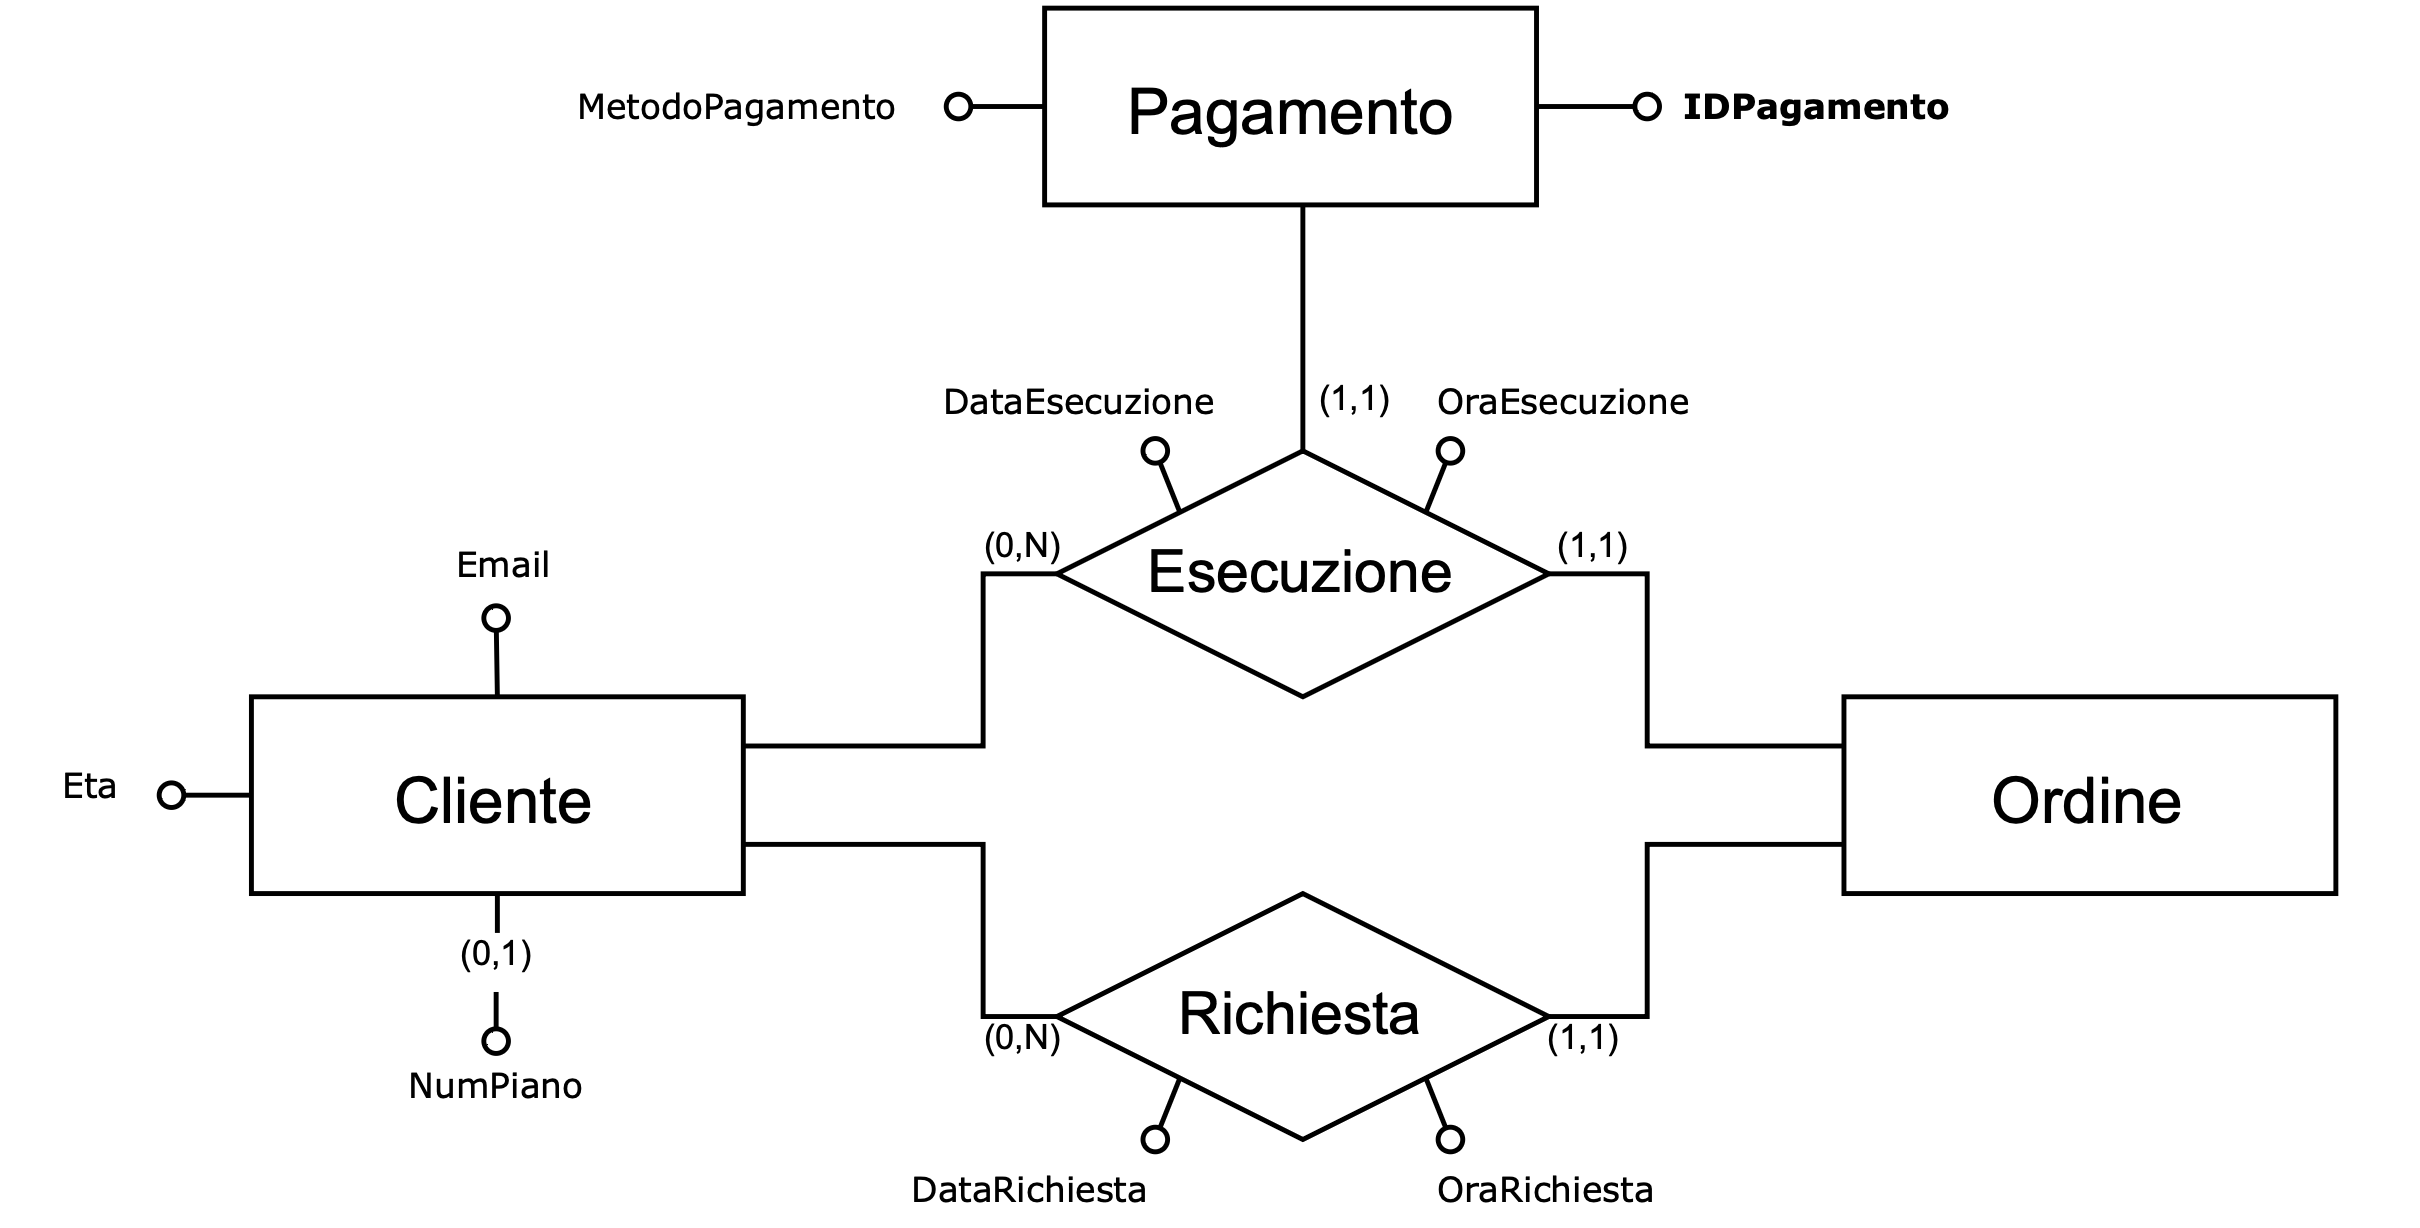 MetodoPagamento
Pagamento
IDPagamento
DataEsecuzione
(1,1)
OraEsecuzione
(0,N)
Esecuzione
(1,1)
Email
Eta
Cliente
Ordine
(0,1)
NumPiano
Richiesta
(0,N)
(1,1)
DataRichiesta
OraRichiesta